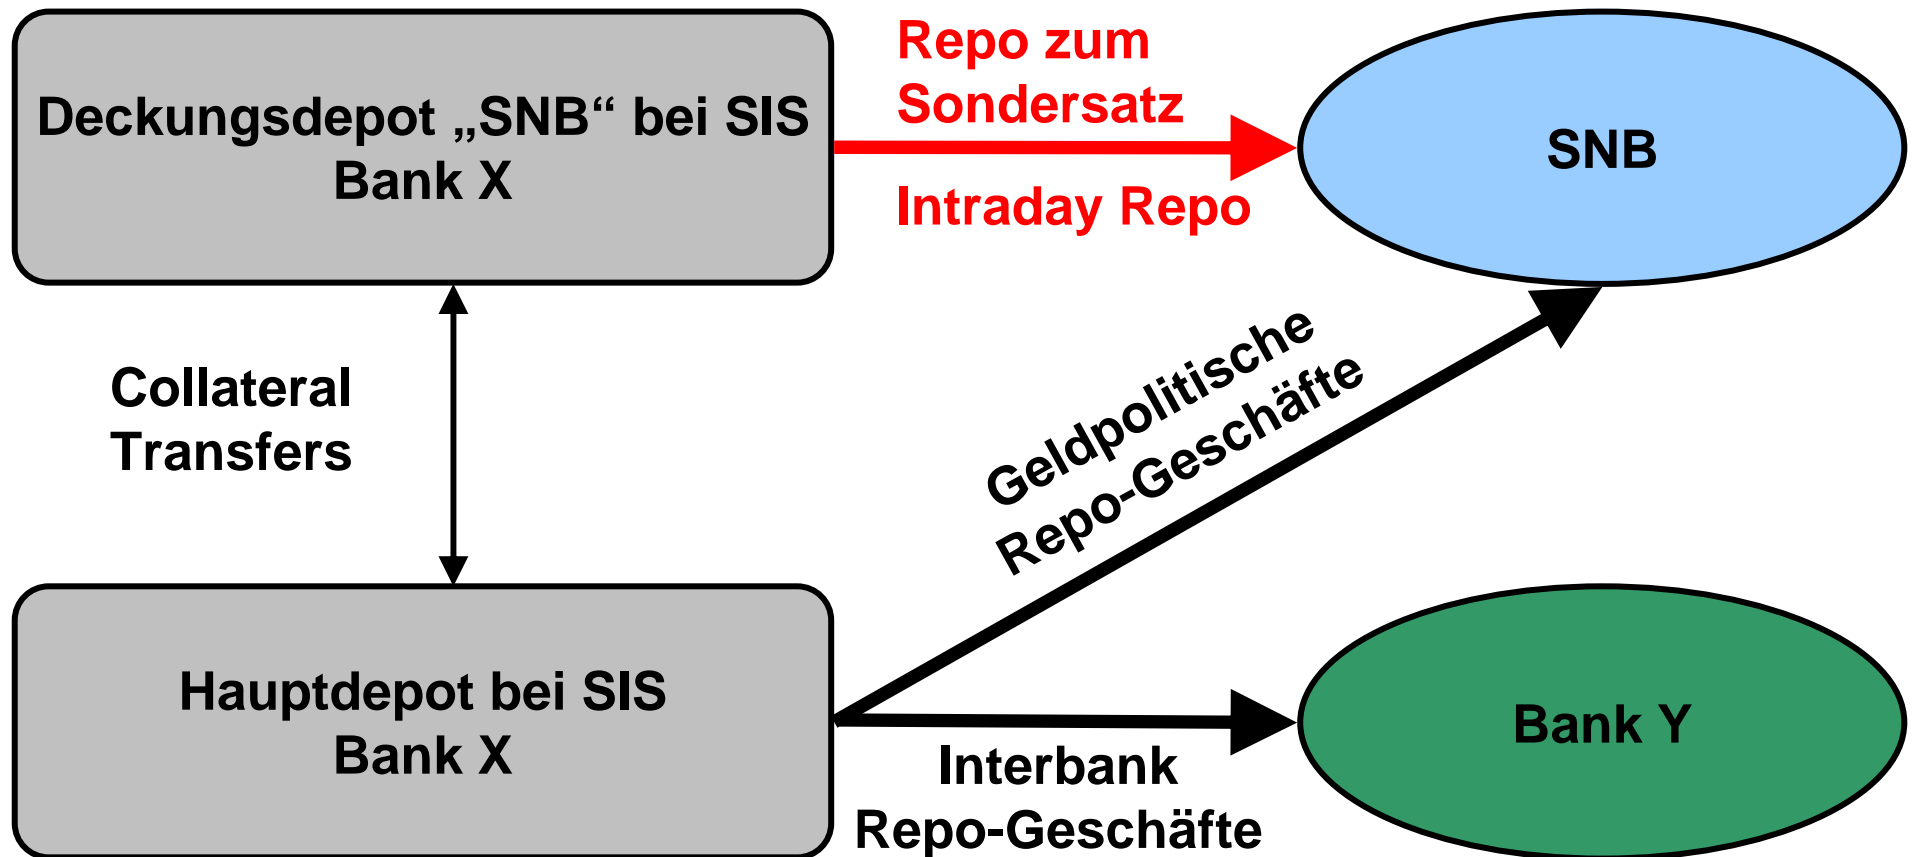 Deckungsdepot „SNB“ bei SIS
Bank X
Repo zum
Sondersatz
Intraday Repo
SNB
Collateral
Transfers
Geldpolitische
Repo-Geschäfte
Hauptdepot bei SIS
Bank X
Interbank
Repo-Geschäfte
Bank Y